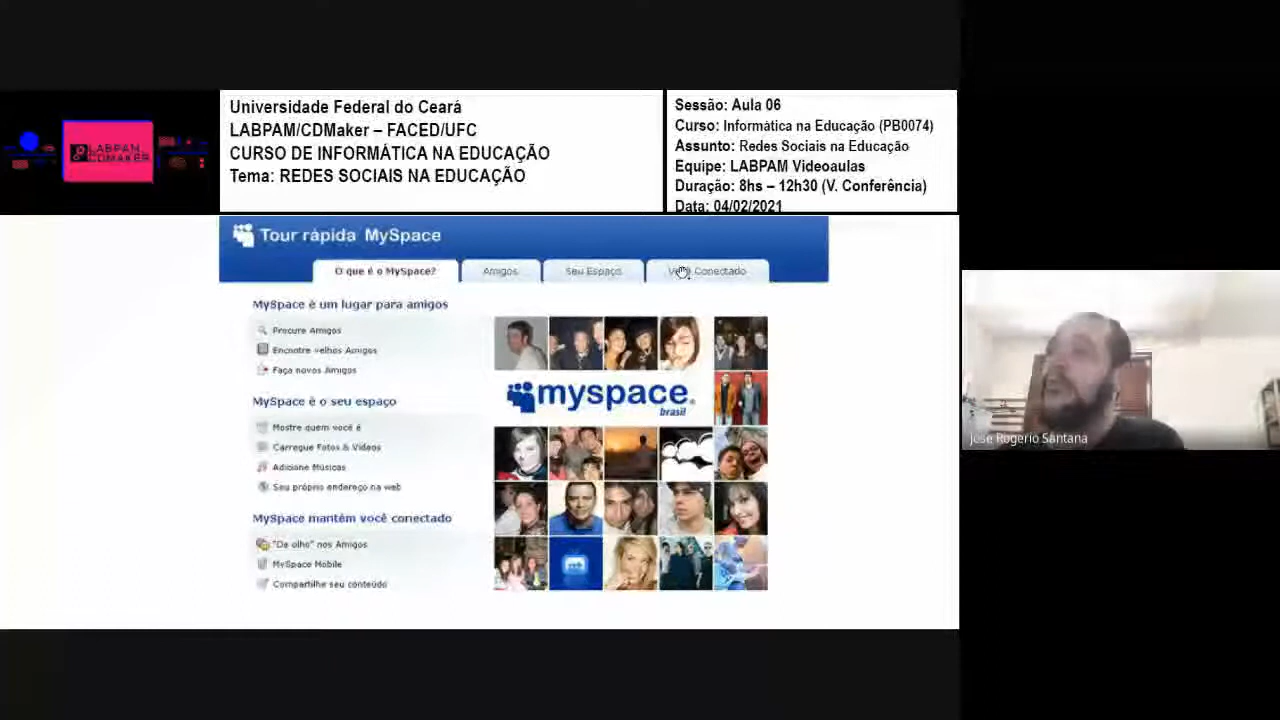 LABPAM
CDMAKER
Universidade Federal do Ceará
LABPAM/CDMaker – FACED/UFC
CURSO DE INFORMÁTICA NA EDUCAÇÃO
Tema: REDES SOCIAIS NA EDUCAÇÃO
Sessão: Aula 06
Curso: Informática na Educação (PB0074)
Assunto: Redes Sociais na Educação
Equipe: LABPAM Videoaulas
Duração: 8hs – 12h30 (V. Conferência)
Data: 04/02/2021
Tour rápida MySpace
O que é o MySpace?
Amigos
Seu Espaço
Conectado
MySpace é um lugar para amigos
Procure Amigos
Encontre velhos Amigos
Faça novos Amigos
MySpace é o seu espaço
Mostre quem você é
Carregue Fotos & Vídeos
Adicione Músicas
Seu próprio endereço na web
MySpace mantém você conectado
"De olho" nos Amigos
MySpace Mobile
Compartilhe seu conteúdo
myspace
brasil
Jose Rogerio Santana